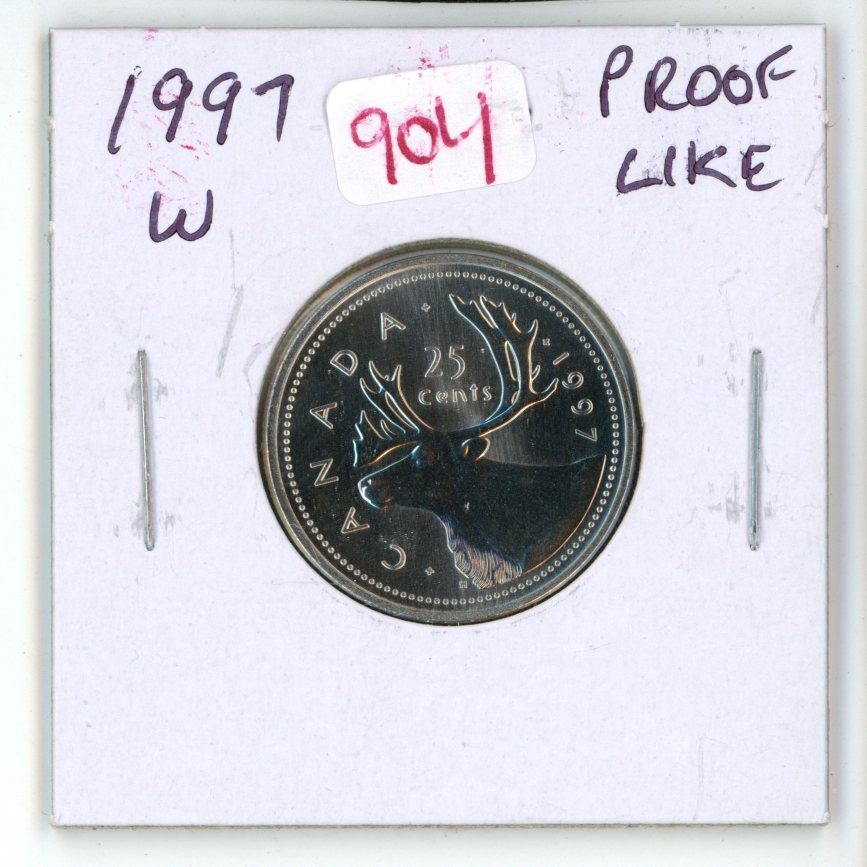 1997
W
904
PROOF
LIKE
CANADA
25
cents
1997
H